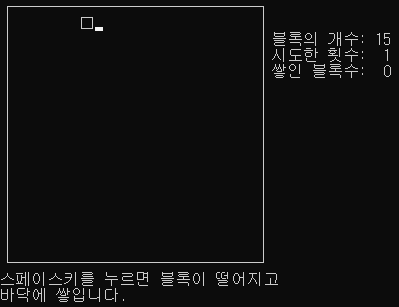 블록의 개수: 15
시도한 횟수: 1
쌓인 블록수: 0
스페이스키를 누르면 블록이 떨어지고
바닥에 쌓입니다.